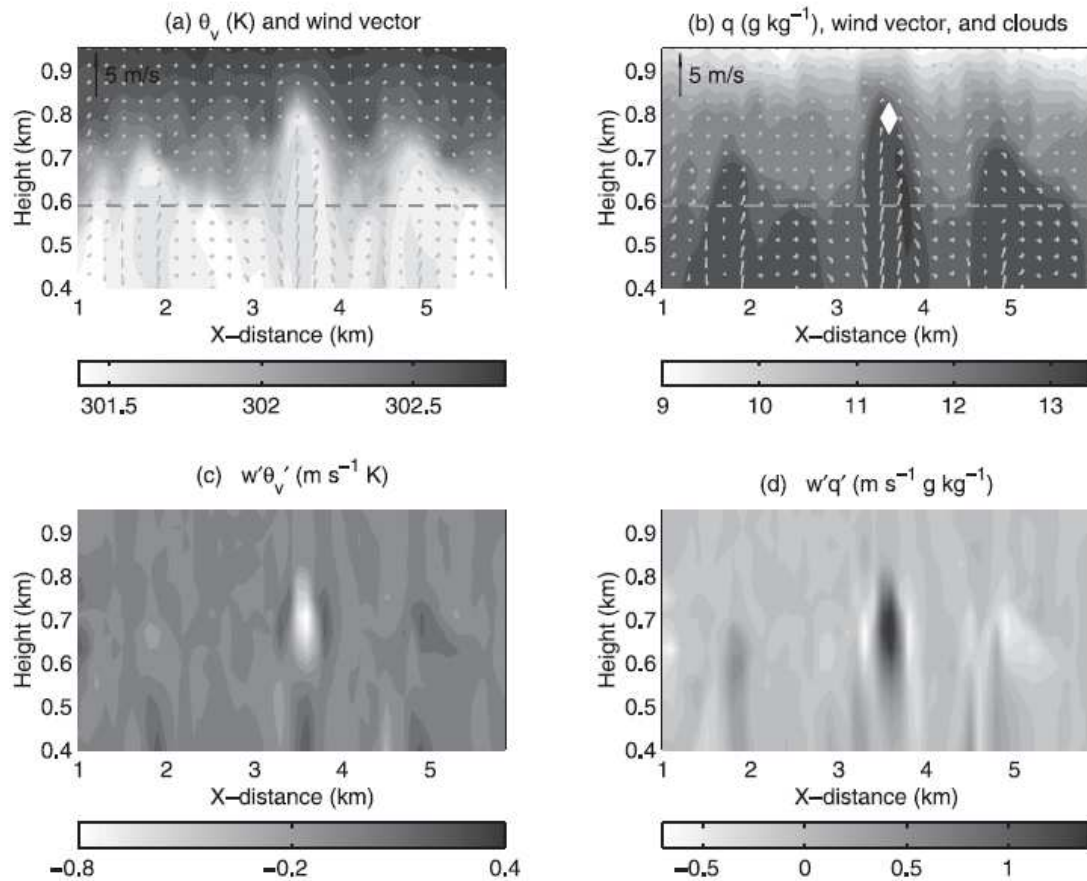 (a) θv (K) and wind vector
5 m/s
0.9
0.8
0.7
0.6
0.5
0.4
Height (km)
1 2 3 4 5
X−distance (km)
301.5 302 302.5
(b) q (g kg−1), wind vector, and clouds
5 m/s
0.9
0.8
0.7
0.6
0.5
0.4
Height (km)
1 2 3 4 5
X−distance (km)
9 10 11 12 13
(c) w'θv' (m s−1 K)
0.9
0.8
0.7
0.6
0.5
0.4
Height (km)
1 2 3 4 5
X−distance (km)
−0.8 −0.2 0.4
(d) w'q' (m s−1 g kg−1)
0.9
0.8
0.7
0.6
0.5
0.4
Height (km)
1 2 3 4 5
X−distance (km)
−0.5 0 0.5 1